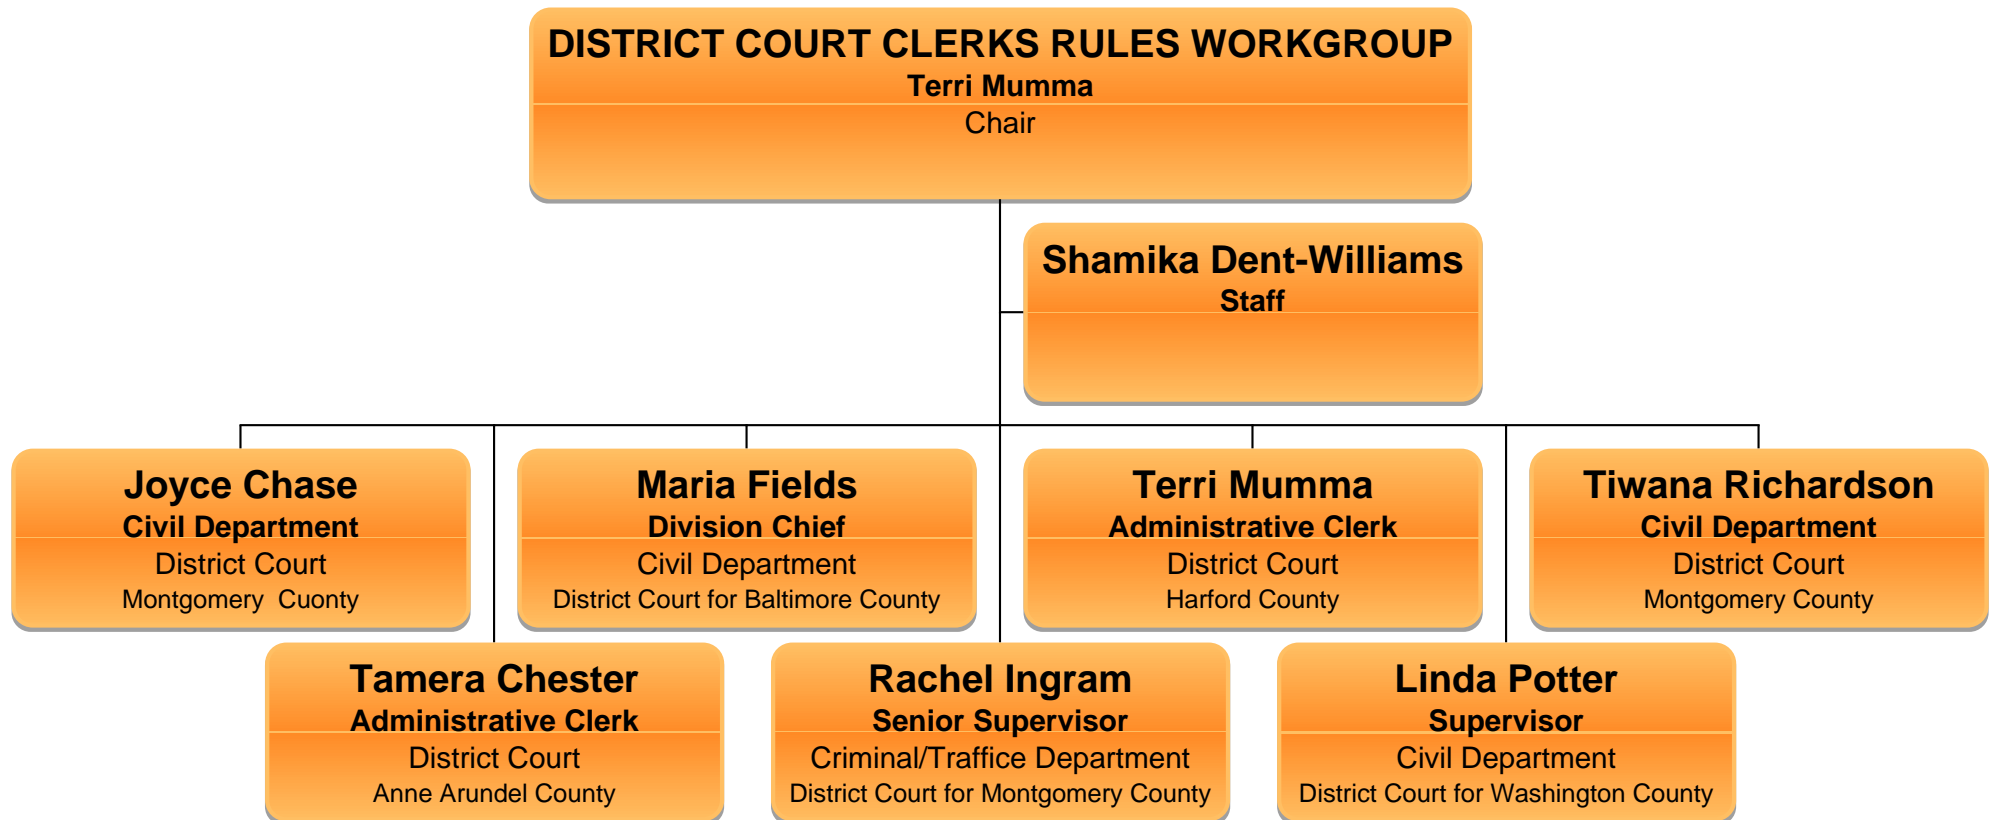 DISTRICT COURT CLERKS RULES WORKGROUP
Terri Mumma
Chair
Shamika Dent-Williams
Staff
Joyce Chase
Civil Department
District Court
Montgomery  Cuonty
Maria Fields
Division Chief
Civil Department
District Court for Baltimore County
Terri Mumma
Administrative Clerk
District Court
Harford County
Tiwana Richardson
Civil Department
District Court
Montgomery County
Tamera Chester
Administrative Clerk
District Court
Anne Arundel County
Rachel Ingram
Senior Supervisor
Criminal/Traffice Department
District Court for Montgomery County
Linda Potter
Supervisor
Civil Department
District Court for Washington County